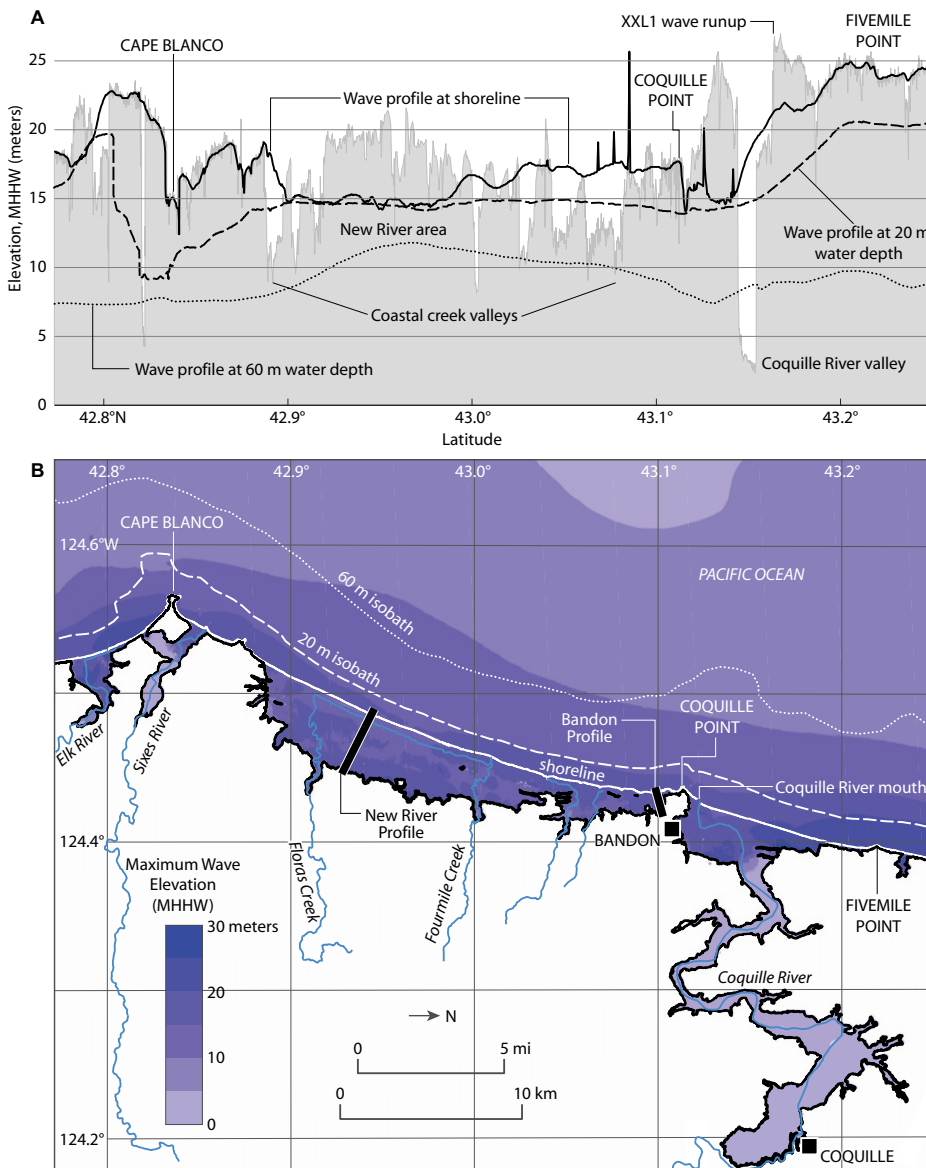 A
XXL1 wave runup
FIVEMILE
POINT
CAPE BLANCO
25
20
15
10
5
0
Elevation, MHHW (meters)
Wave profile at shoreline
COQUILLE
POINT
New River area
Wave profile at 20 m
water depth
Coastal creek valleys
Wave profile at 60 m water depth
Coquille River valley
42.8°N
42.9°
43.0°
43.1°
43.2°
Latitude
B
42.8°
42.9°
43.0°
43.1°
43.2°
CAPE BLANCO
124.6°W
PACIFIC OCEAN
60 m isobath
20 m isobath
COQUILLE
POINT
Bandon
Profile
shoreline
Coquille River mouth
Elk River
Sixes River
New River
Profile
BANDON
124.4°
Floras Creek
Fourmile Creek
FIVEMILE
POINT
Maximum Wave
Elevation
(MHHW)
30 meters
20
10
0
Coquille River
N
0 5 mi
0 10 km
124.2°
COQUILLE